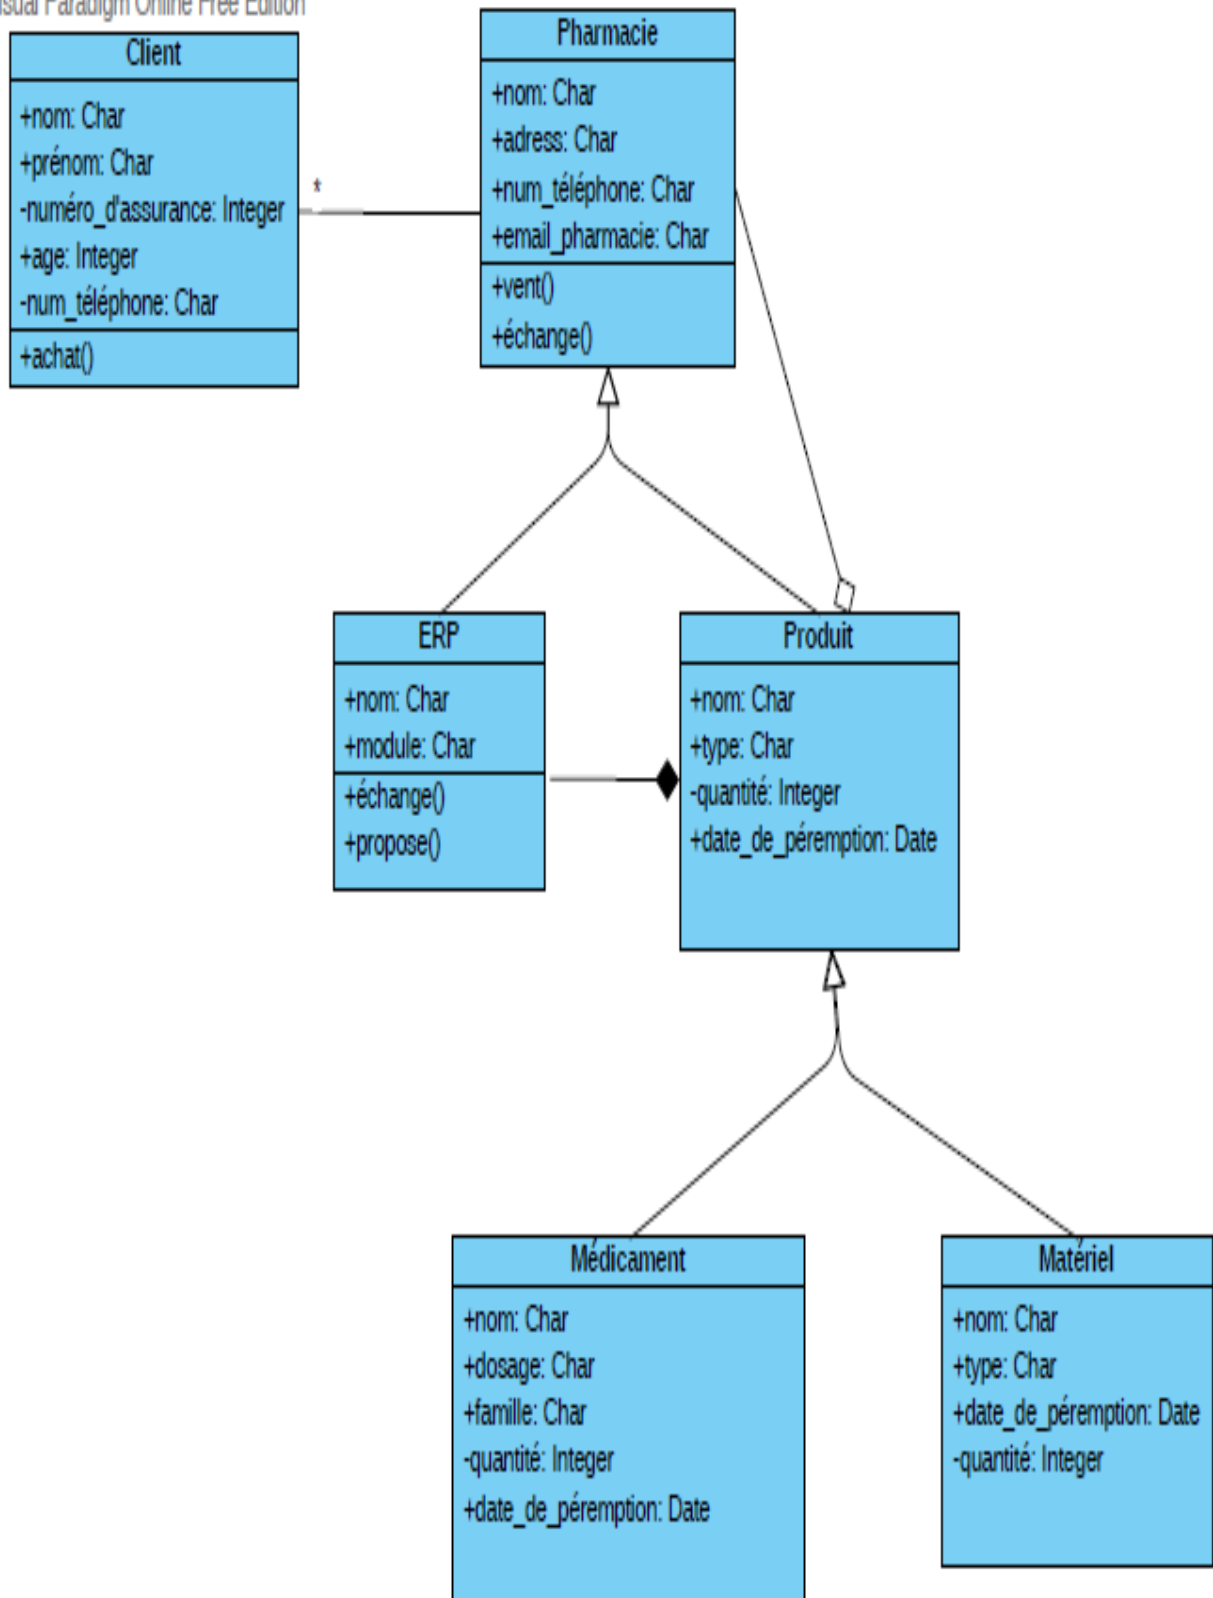 Paradigm Online Free Edition
Client
+nom: Char
+prénom: Char
-numéro_d'assurance: Integer
+age: Integer
-num_téléphone: Char
+achat()
*
Pharmacie
+nom: Char
+adress: Char
+num_téléphone: Char
+email_pharmacie: Char
+vent()
+échange()
ERP
+nom: Char
+module: Char
+échange()
+propose()
Produit
+nom: Char
+type: Char
-quantité: Integer
+date_de_péremption: Date
Médicament
+nom: Char
+dosage: Char
+famille: Char
-quantité: Integer
+date_de_péremption: Date
Matériel
+nom: Char
+type: Char
+date_de_péremption: Date
-quantité: Integer